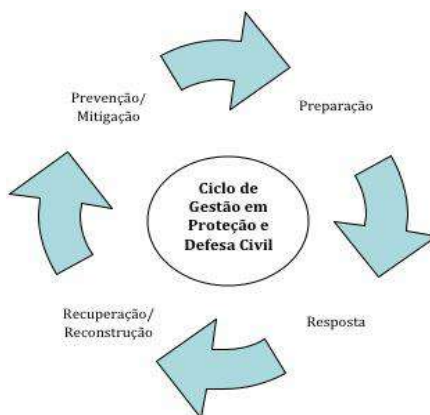 Prevenção/
Mitigação
Preparação
Ciclo de
Gestão em
Proteção e
Defesa Civil
Recuperação/
Reconstrução
Resposta